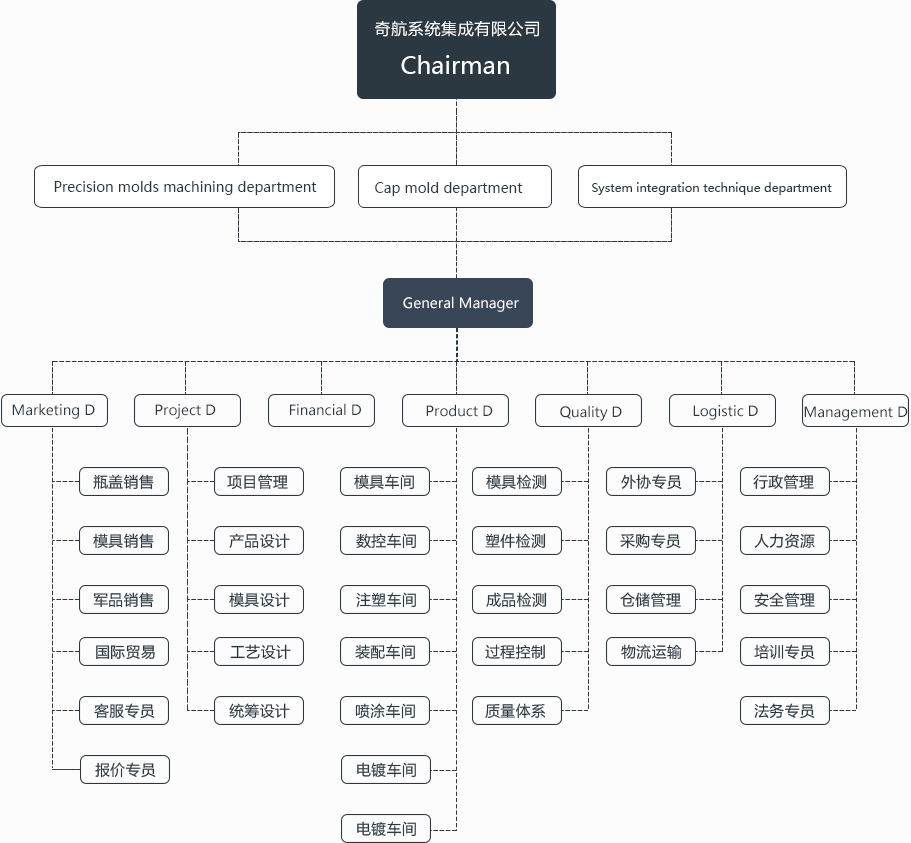 奇航系统集成有限公司
Chairman
Precision molds machining department
Cap mold department
System integration technique department
General Manager
Marketing D
Project D
Financial D
Product D
Quality D
Logistic D
Management D
瓶盖销售
项目管理
模具车间
模具检测
外协专员
行政管理
模具销售
产品设计
数控车间
塑件检测
采购专员
人力资源
军品销售
模具设计
注塑车间
成品检测
仓储管理
安全管理
国际贸易
工艺设计
装配车间
过程控制
物流运输
培训专员
客服专员
统筹设计
喷涂车间
质量体系
法务专员
报价专员
电镀车间
电镀车间